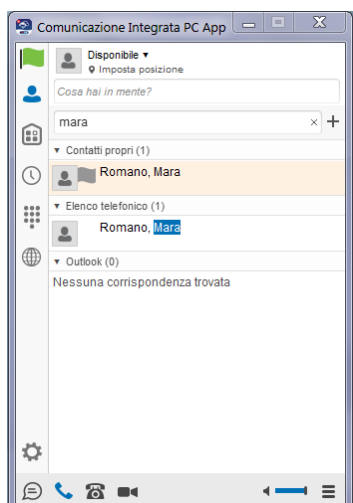 Comunicazione Integrata PC App
Disponibile ▾
Imposta posizione
Cosa hai in mente?
mara
Contatti propri (1)
Romano, Mara
Elenco telefonico (1)
Romano, Mara
Outlook (0)
Nessuna corrispondenza trovata